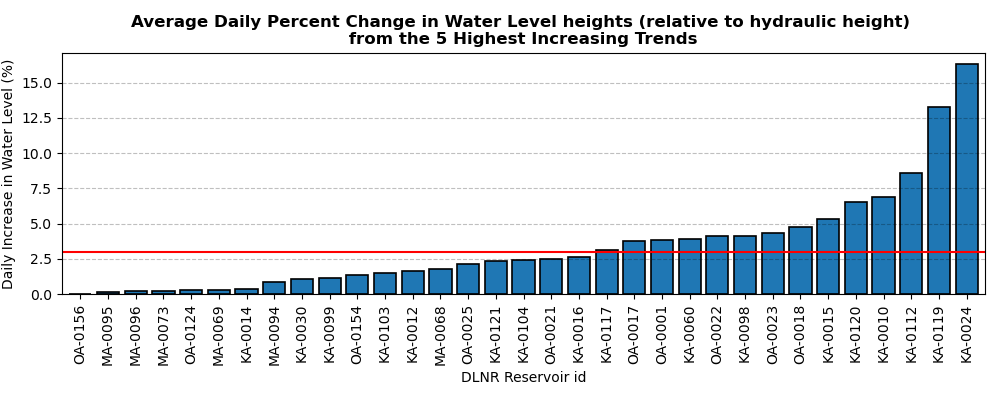 Average Daily Percent Change in Water Level heights (relative to hydraulic height)
from the 5 Highest Increasing Trends
Daily Increase in Water Level (%)
15.0
12.5
10.0
7.5
5.0
2.5
0.0
OA-0156
MA-0095
MA-0096
MA-0073
OA-0124
MA-0069
KA-0014
MA-0094
KA-0030
KA-0099
OA-0154
KA-0103
KA-0012
MA-0068
OA-0025
KA-0121
KA-0104
OA-0021
KA-0016
KA-0117
OA-0017
OA-0001
KA-0060
OA-0022
KA-0098
OA-0023
OA-0018
KA-0015
KA-0120
KA-0010
KA-0112
KA-0119
KA-0024
DLNR Reservoir id